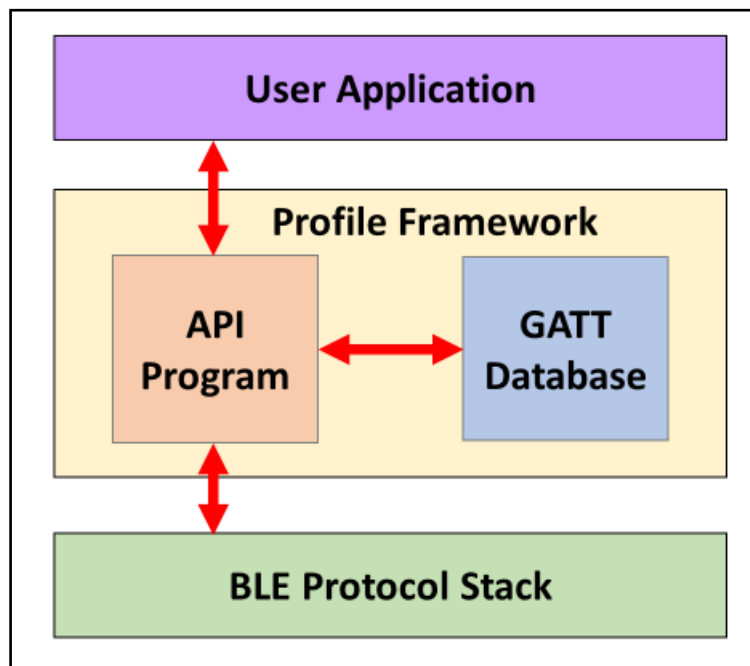 User Application
Profile Framework
API
Program
GATT
Database
BLE Protocol Stack